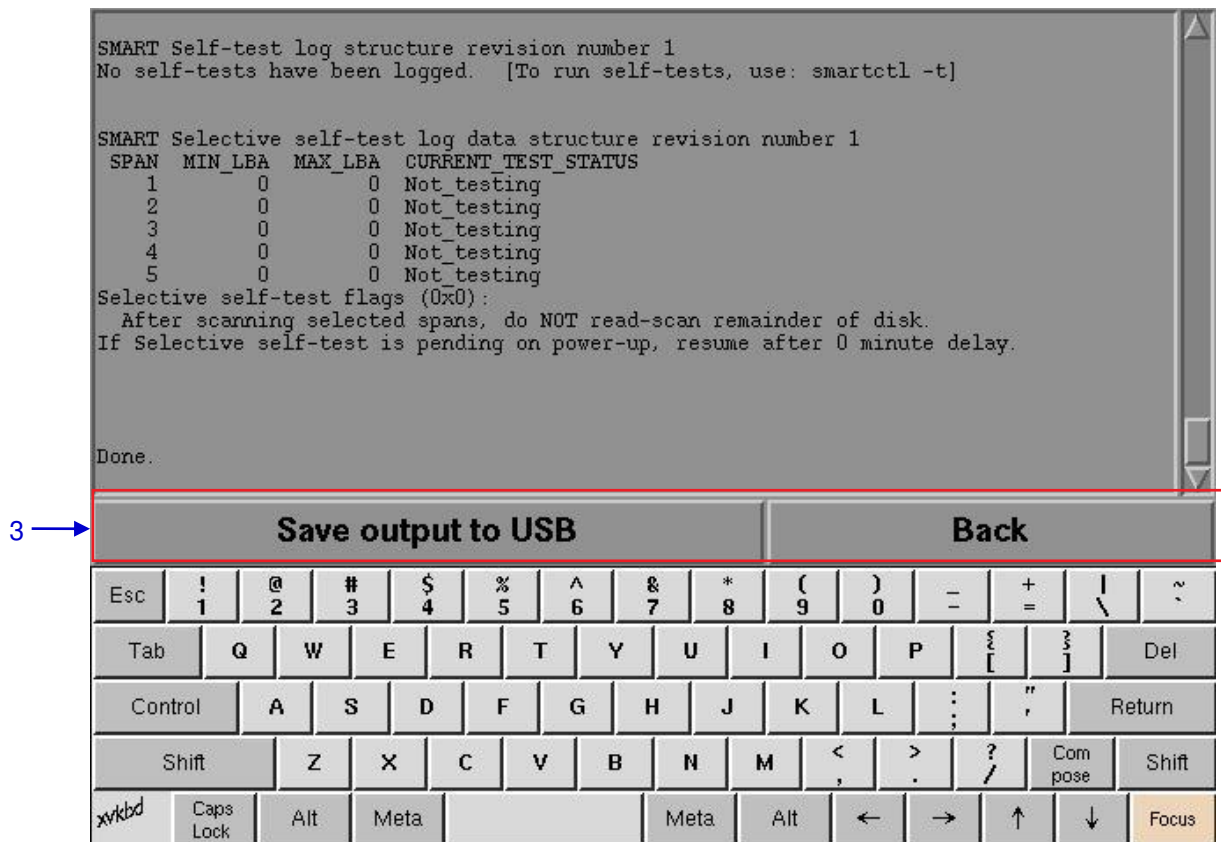 SMART Self-test log structure revision number 1
No self-tests have been logged.  [To run self-tests, use: smartctl -t]
SMART Selective self-test log data structure revision number 1
SPAN  MIN_LBA  MAX_LBA  CURRENT_TEST_STATUS
1        0        0  Not_testing
2        0        0  Not_testing
3        0        0  Not_testing
4        0        0  Not_testing
5        0        0  Not_testing
Selective self-test flags (0x0):
After scanning selected spans, do NOT read-scan remainder of disk.
If Selective self-test is pending on power-up, resume after 0 minute delay.
Done.
3
Save output to USB Back
Esc ! @ # $ % ^ & * ( ) _ + | ~
1 2 3 4 5 6 7 8 9 0 - = \ `
Tab Q W E R T Y U I O P { } Del
[ ]
Control A S D F G H J K L : " Return
; '
Shift Z X C V B N M < > ? Com Shift
, . / pose
xvkbd Caps Lock Alt Meta Meta Alt ← → ↑ ↓ Focus